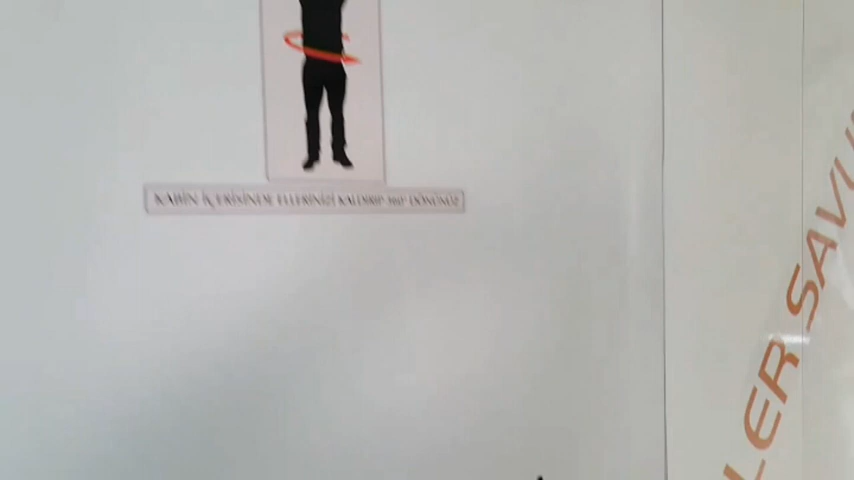 KABİN İÇERİSİNDE ELLERİNİZİ KALDIRIP 360° DÖNÜNÜZ
LER SAVU